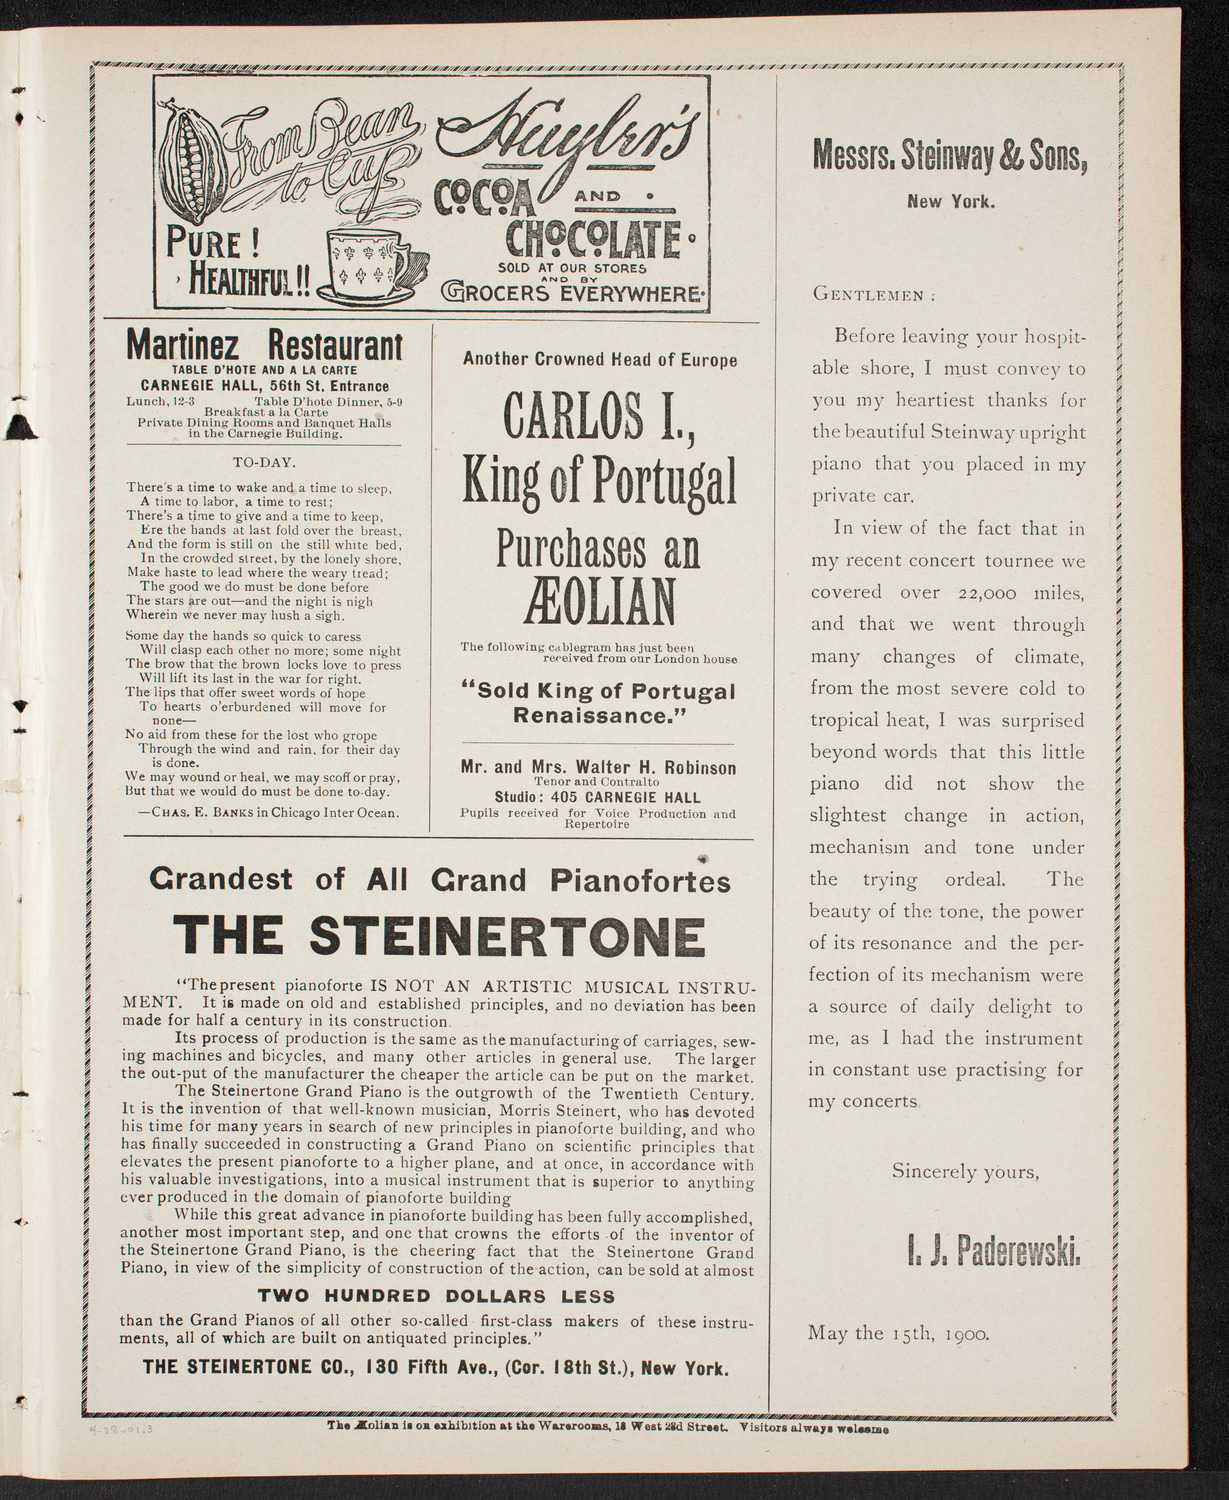 From Bean
to Cup
PURE!
HEALTHFUL!!
Huyler's
COCOA AND
CHOCOLATE
SOLD AT OUR STORES
AND BY
GROCERS EVERYWHERE
Martinez Restaurant
TABLE D'HOTE AND A LA CARTE
CARNEGIE HALL, 56th St. Entrance
Lunch, 12-3 Table D'hote Dinner, 5-9
Breakfast a la Carte
Private Dining Rooms and Banquet Halls
in the Carnegie Building.
TO-DAY.
There's a time to wake and a time to sleep,
A time to labor, a time to rest;
There's a time to give and a time to keep,
Ere the hands at last fold over the breast,
And the form is still on the still white bed,
In the crowded street, by the lonely shore,
Make haste to lead where the weary tread;
The good we do must be done before
The stars are out—and the night is nigh
Wherein we never may hush a sigh.
Some day the hands so quick to caress
Will clasp each other no more; some night
The brow that the brown locks love to press
Will lift its last in the war for right.
The lips that offer sweet words of hope
To hearts o'erburdened will move for
none—
No aid from these for the lost who grope
Through the wind and rain, for their day
is done.
We may wound or heal, we may scoff or pray,
But that we would do must be done to-day.
—CHAS. E. BANKS in Chicago Inter Ocean.
Another Crowned Head of Europe
CARLOS I.,
King of Portugal
Purchases an
ÆOLIAN
The following cablegram has just been
received from our London house
“Sold King of Portugal
Renaissance.”
Mr. and Mrs. Walter H. Robinson
Tenor and Contralto
Studio: 405 CARNEGIE HALL
Pupils received for Voice Production and
Repertoire
Grandest of All Grand Pianofortes
THE STEINERTONE
“The present pianoforte IS NOT AN ARTISTIC MUSICAL INSTRU-
MENT. It is made on old and established principles, and no deviation has been
made for half a century in its construction.
Its process of production is the same as the manufacturing of carriages, sew-
ing machines and bicycles, and many other articles in general use. The larger
the out-put of the manufacturer the cheaper the article can be put on the market.
The Steinertone Grand Piano is the outgrowth of the Twentieth Century.
It is the invention of that well-known musician, Morris Steinert, who has devoted
his time for many years in search of new principles in pianoforte building, and who
has finally succeeded in constructing a Grand Piano on scientific principles that
elevates the present pianoforte to a higher plane, and at once, in accordance with
his valuable investigations, into a musical instrument that is superior to anything
ever produced in the domain of pianoforte building
While this great advance in pianoforte building has been fully accomplished,
another most important step, and one that crowns the efforts of the inventor of
the Steinertone Grand Piano, is the cheering fact that the Steinertone Grand
Piano, in view of the simplicity of construction of the action, can be sold at almost
TWO HUNDRED DOLLARS LESS
than the Grand Pianos of all other so-called first-class makers of these instru-
ments, all of which are built on antiquated principles.”
THE STEINERTONE CO., 130 Fifth Ave., (Cor. 18th St.), New York.
Messrs. Steinway & Sons,
New York.
GENTLEMEN ;
Before leaving your hospit-
able shore, I must convey to
you my heartiest thanks for
the beautiful Steinway upright
piano that you placed in my
private car.
In view of the fact that in
my recent concert tournee we
covered over 22,000 miles,
and that we went through
many changes of climate,
from the most severe cold to
tropical heat, I was surprised
beyond words that this little
piano did not show the
slightest change in action,
mechanism and tone under
the trying ordeal. The
beauty of the tone, the power
of its resonance and the per-
fection of its mechanism were
a source of daily delight to
me, as I had the instrument
in constant use practising for
my concerts
Sincerely yours,
I. J. Paderewski.
May the 15th, 1900.
The Æolian is on exhibition at the Warerooms, 18 West 23d Street. Visitors always welcome
4-28-01.3